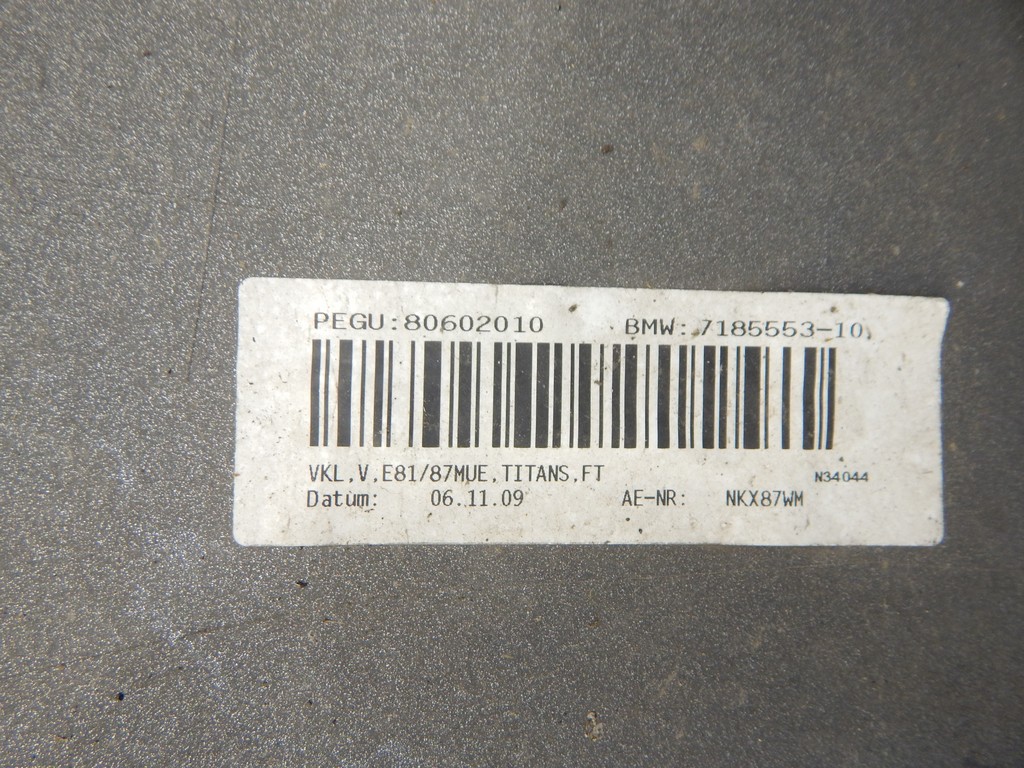 PEGU:80602010 BMW: 7185553-10
VKL,V,E81/87MUE,TITANS,FT N34044
Datum: 06.11.09 AE-NR: NKX87WM